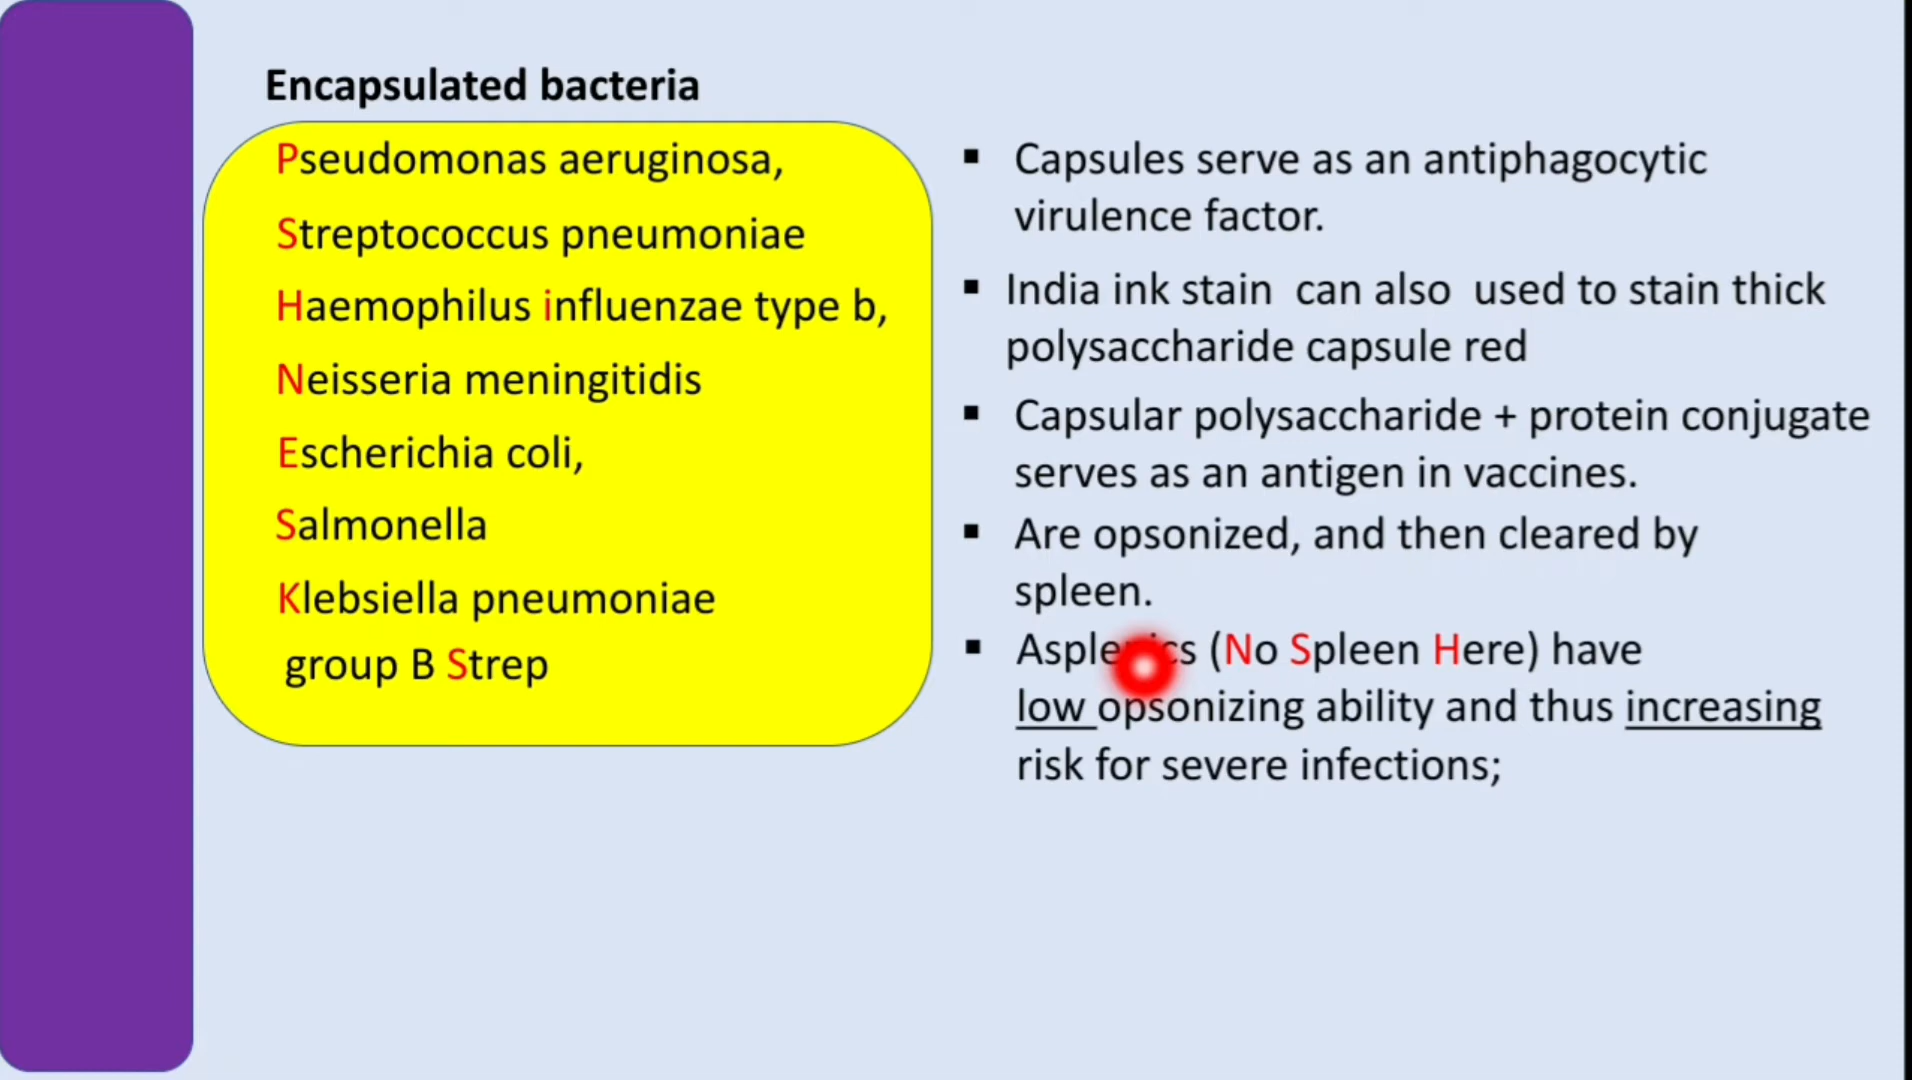 Encapsulated bacteria
Pseudomonas aeruginosa,
Streptococcus pneumoniae
Haemophilus influenzae type b,
Neisseria meningitidis
Escherichia coli,
Salmonella
Klebsiella pneumoniae
group B Strep
▪ Capsules serve as an antiphagocytic
virulence factor.
▪ India ink stain can also used to stain thick
polysaccharide capsule red
▪ Capsular polysaccharide + protein conjugate
serves as an antigen in vaccines.
▪ Are opsonized, and then cleared by
spleen.
▪ Asplenics (No Spleen Here) have
low opsonizing ability and thus increasing
risk for severe infections;